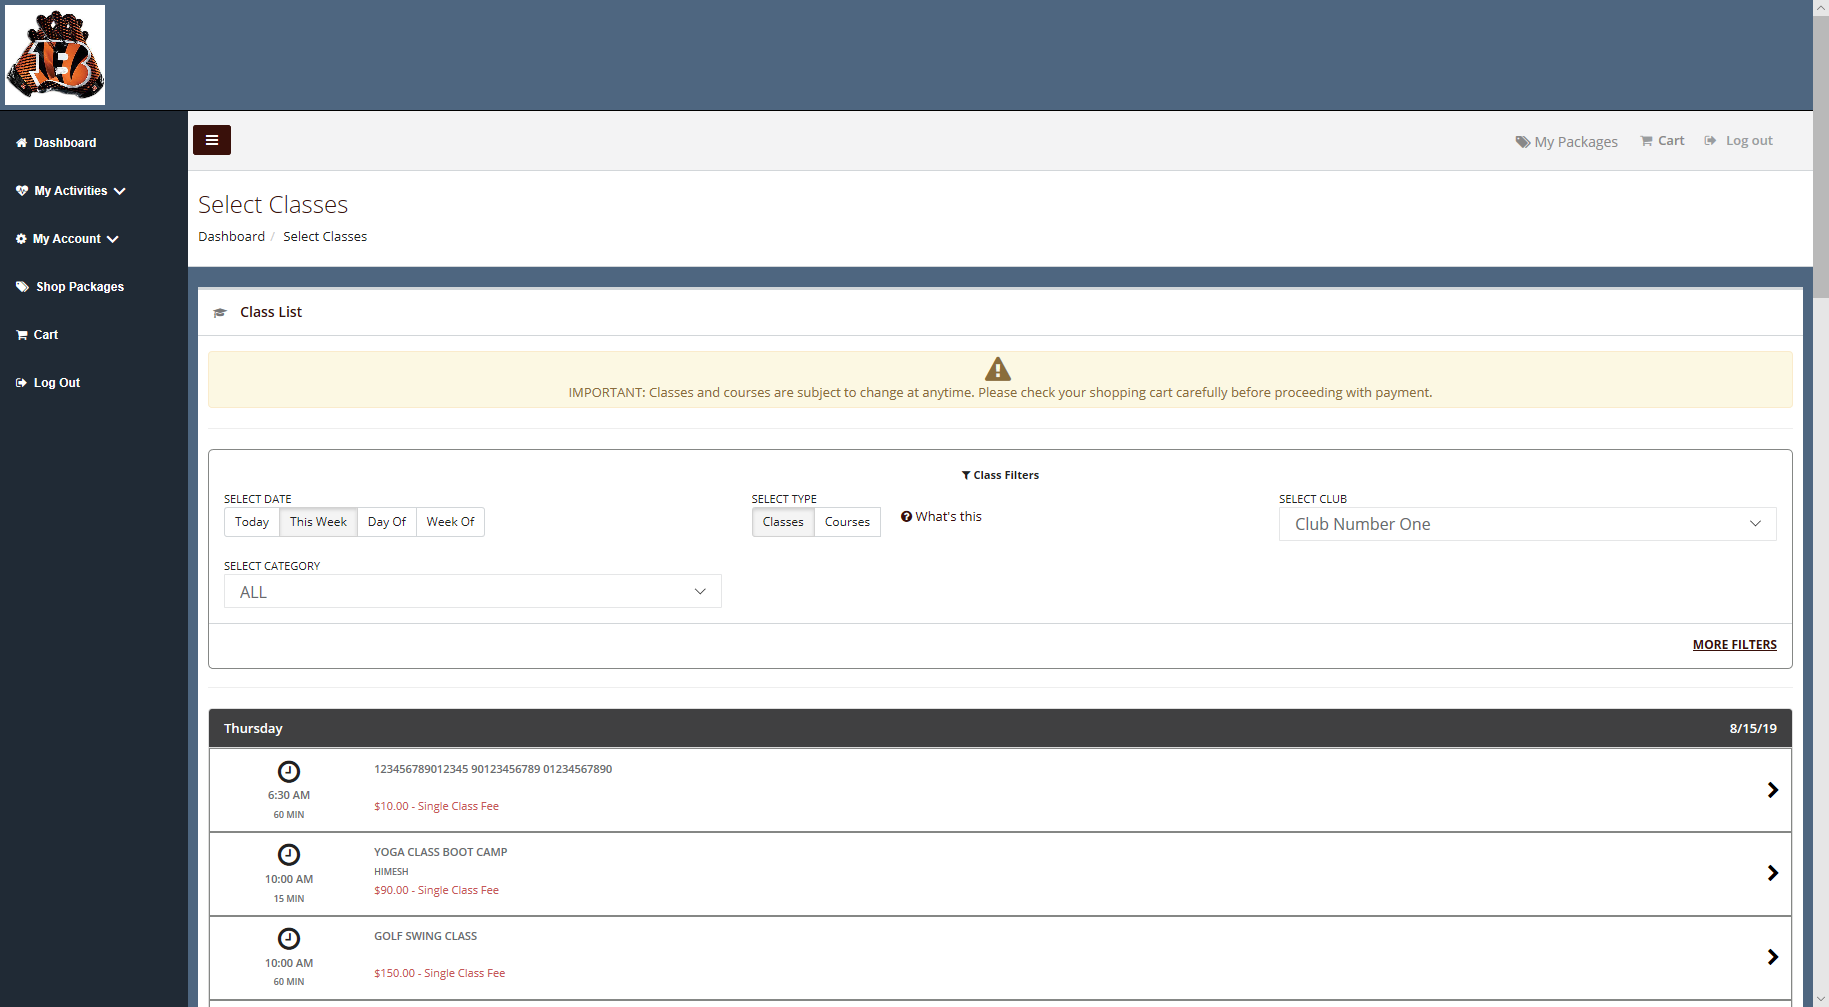 Dashboard
My Activities
My Account
Shop Packages
Cart
Log Out
My Packages
Cart
Log out
Select Classes
Dashboard / Select Classes
Class List
IMPORTANT: Classes and courses are subject to change at anytime. Please check your shopping cart carefully before proceeding with payment.
Class Filters
SELECT DATE
Today
This Week
Day Of
Week Of
SELECT TYPE
Classes
Courses
What's this
SELECT CLUB
Club Number One
SELECT CATEGORY
ALL
MORE FILTERS
Thursday
8/15/19
6:30 AM
60 MIN
123456789012345 90123456789 01234567890
$10.00 - Single Class Fee
10:00 AM
15 MIN
YOGA CLASS BOOT CAMP
HIMESH
$90.00 - Single Class Fee
10:00 AM
60 MIN
GOLF SWING CLASS
$150.00 - Single Class Fee